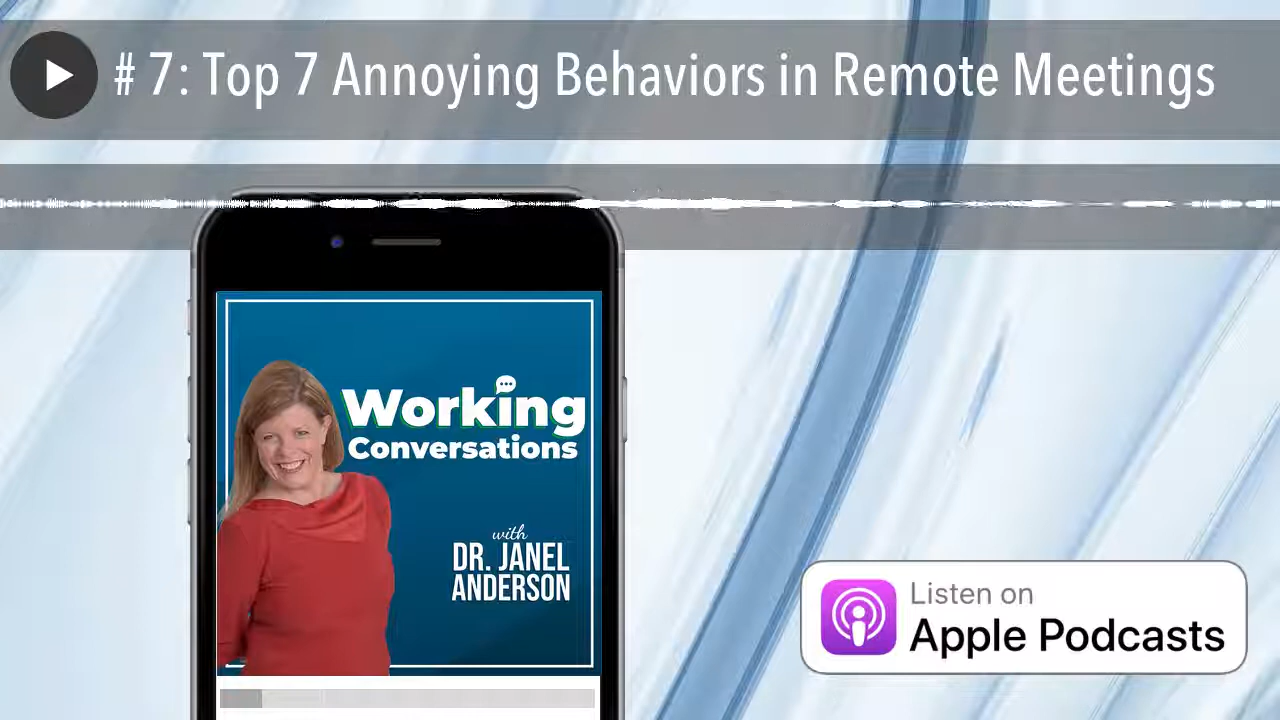 # 7: Top 7 Annoying Behaviors in Remote Meetings
Working
Conversations
with
DR. JANEL
ANDERSON
Listen on
Apple Podcasts